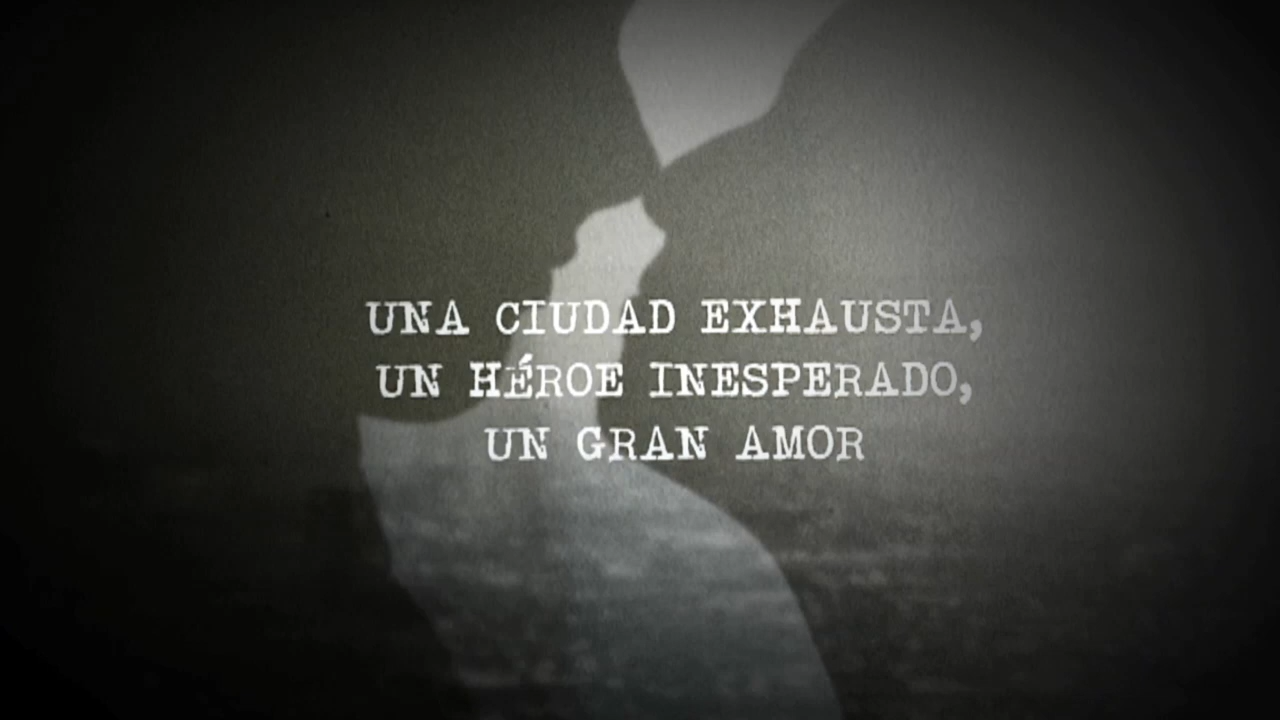 UNA CIUDAD EXHAUSTA,
UN HÉROE INESPERADO,
UN GRAN AMOR